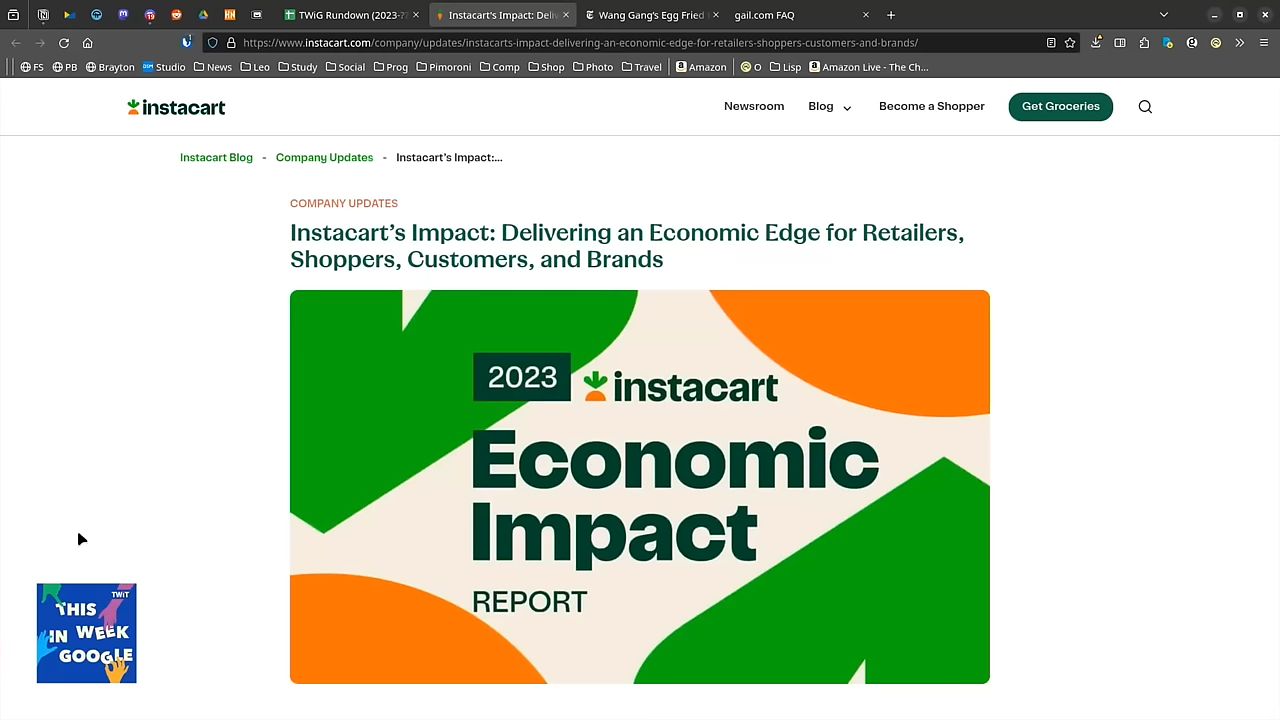 TWiG Rundown (2023-??
Instacart's Impact: Deliv
Wang Gang's Egg Fried
gail.com FAQ
https://www.instacart.com/company/updates/instacarts-impact-delivering-an-economic-edge-for-retailers-shoppers-customers-and-brands/
FS PB Brayton Studio News Leo Study Social Prog Pimoroni Comp Shop Photo Travel Amazon O Lisp Amazon Live - The Ch...
instacart
Newsroom Blog Become a Shopper Get Groceries
Instacart Blog - Company Updates - Instacart's Impact:...
COMPANY UPDATES
Instacart's Impact: Delivering an Economic Edge for Retailers,
Shoppers, Customers, and Brands
2023 instacart
Economic
Impact
REPORT
TWiT
THIS
IN WEEK
GOOGLE